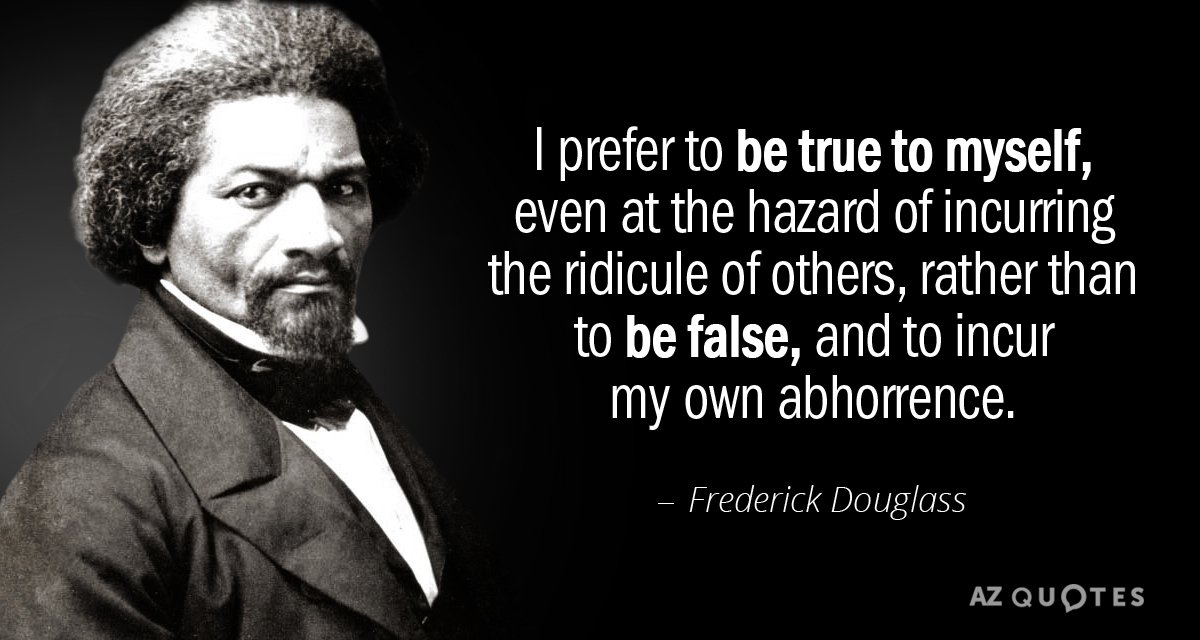 I prefer to be true to myself,
even at the hazard of incurring
the ridicule of others, rather than
to be false, and to incur
my own abhorrence.
– Frederick Douglass
AZ QUOTES